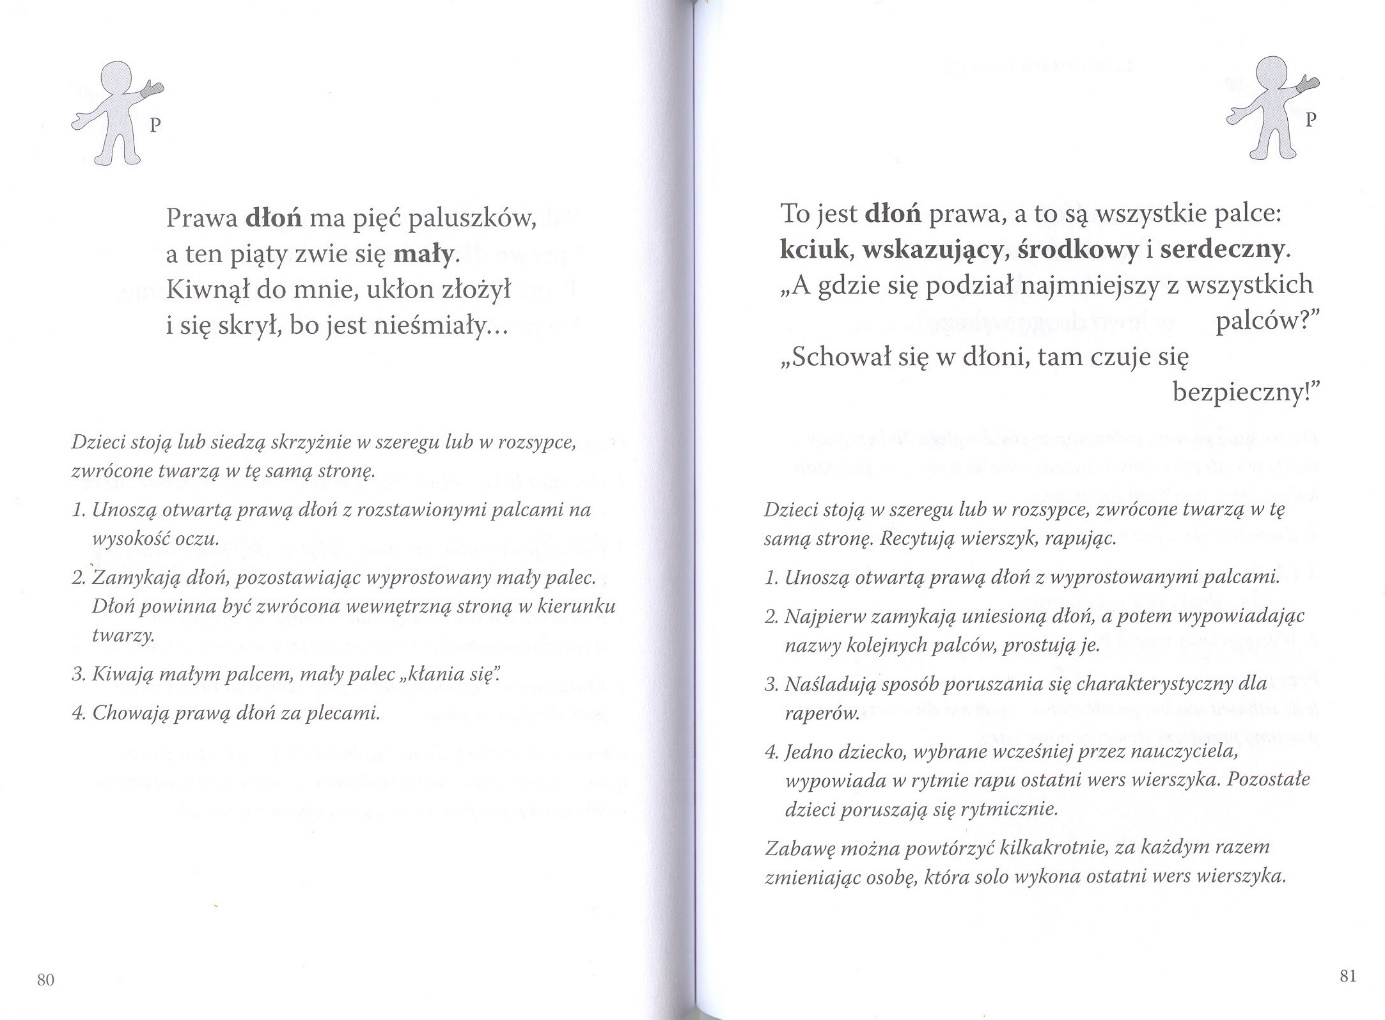 P
Prawa dłoń ma pięć paluszków,
a ten piąty zwie się mały.
Kiwnął do mnie, ukłon złożył
i się skrył, bo jest nieśmiały…
Dzieci stoją lub siedzą skrzyżnie w szeregu lub w rozsypce,
zwrócone twarzą w tę samą stronę.
1. Unoszą otwartą prawą dłoń z rozstawionymi palcami na
wysokość oczu.
2. Zamykają dłoń, pozostawiając wyprostowany mały palec.
Dłoń powinna być zwrócona wewnętrzną stroną w kierunku
twarzy.
3. Kiwają małym palcem, mały palec „kłania się”.
4. Chowają prawą dłoń za plecami.
80
P
To jest dłoń prawa, a to są wszystkie palce:
kciuk, wskazujący, środkowy i serdeczny.
„A gdzie się podział najmniejszy z wszystkich
palców?”
„Schował się w dłoni, tam czuje się
bezpieczny!”
Dzieci stoją w szeregu lub w rozsypce, zwrócone twarzą w tę
samą stronę. Recytują wierszyk, rapując.
1. Unoszą otwartą prawą dłoń z wyprostowanymi palcami.
2. Najpierw zamykają uniesioną dłoń, a potem wypowiadając
nazwy kolejnych palców, prostują je.
3. Naśladują sposób poruszania się charakterystyczny dla
raperów.
4. Jedno dziecko, wybrane wcześniej przez nauczyciela,
wypowiada w rytmie rapu ostatni wers wierszyka. Pozostałe
dzieci poruszają się rytmicznie.
Zabawę można powtórzyć kilkakrotnie, za każdym razem
zmieniając osobę, która solo wykona ostatni wers wierszyka.
81